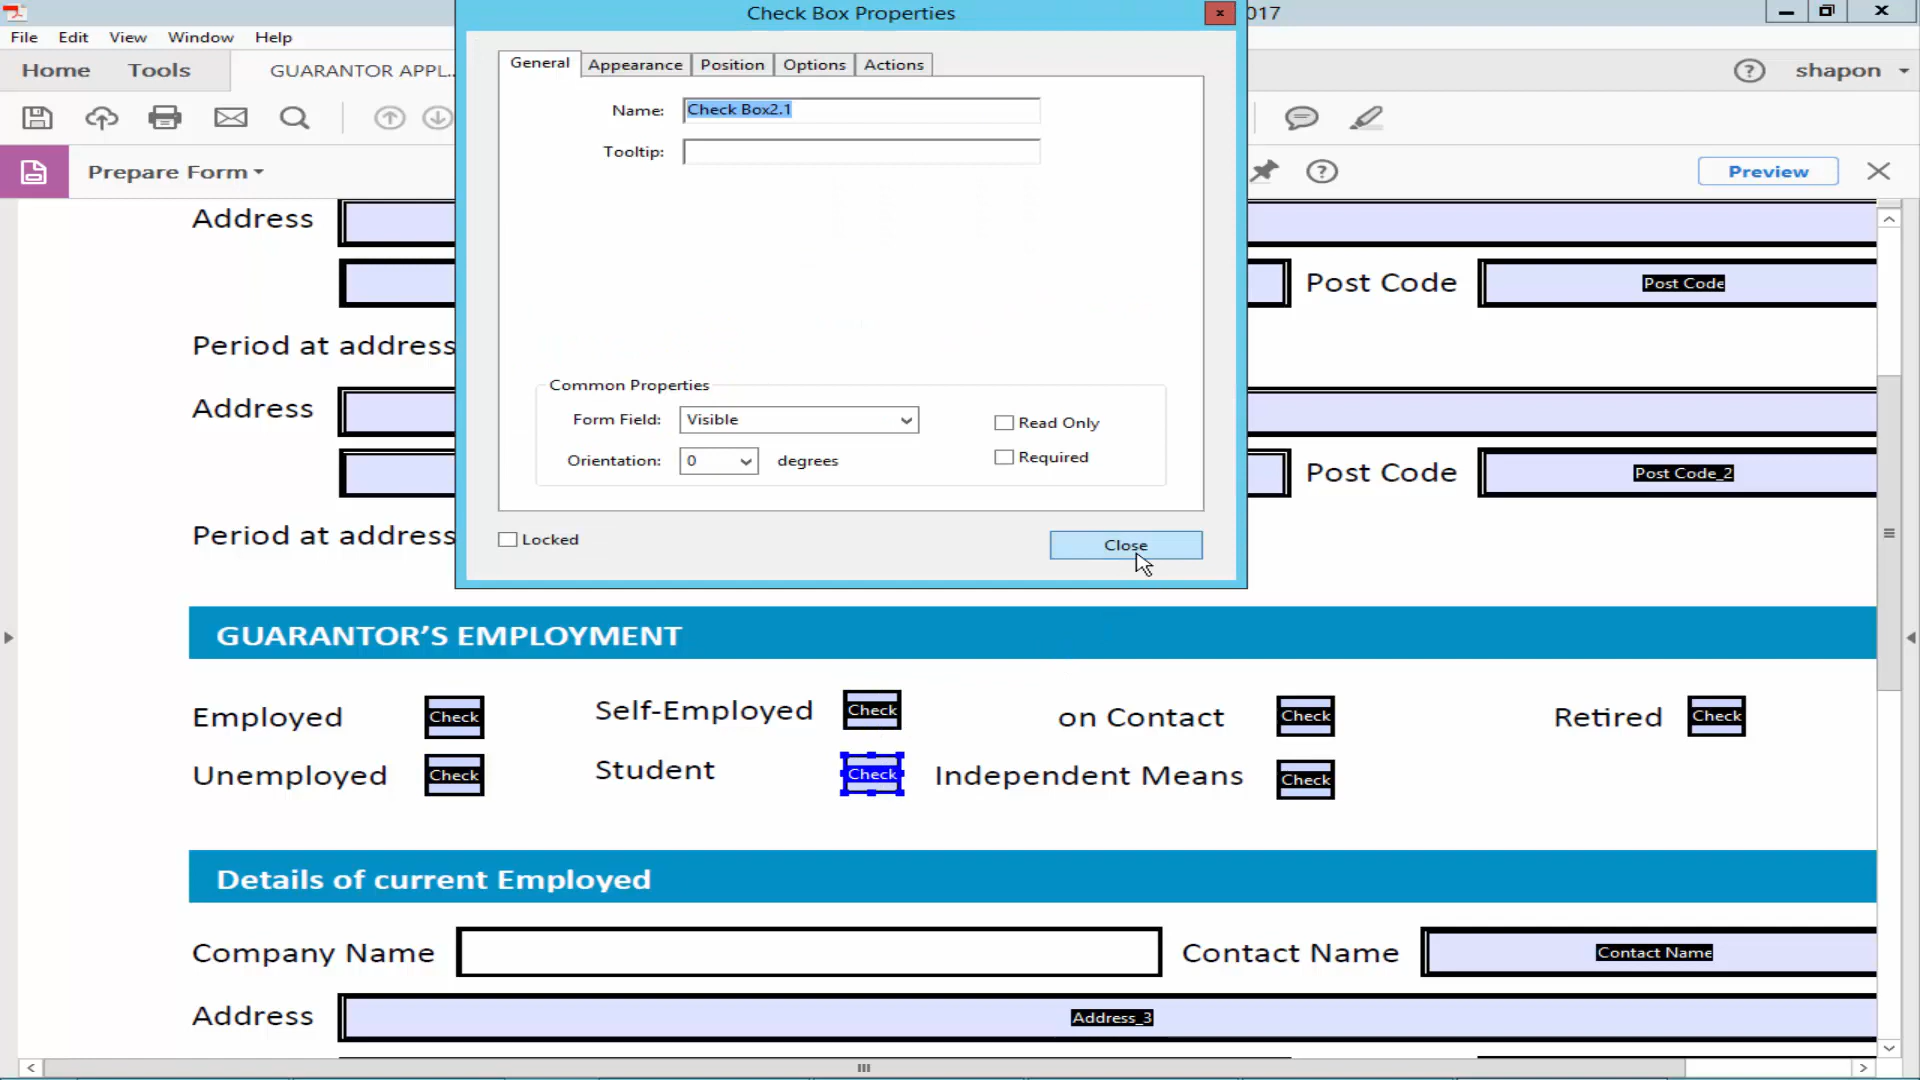 Check Box Properties
x
017
File Edit View Window Help
Home Tools GUARANTOR APPL...
? shapon
General Appearance Position Options Actions
Name: Check Box2.1
Tooltip:
Prepare Form
? Preview
Address
Post Code Post Code
Period at address
Common Properties
Form Field: Visible
Read Only
Address
Orientation: 0 degrees
Required
Post Code Post Code_2
Period at address
Locked
Close
GUARANTOR’S EMPLOYMENT
Employed Check Self-Employed Check on Contact Check Retired Check
Unemployed Check Student Check Independent Means Check
Details of current Employed
Company Name Contact Name Contact Name
Address Address_3